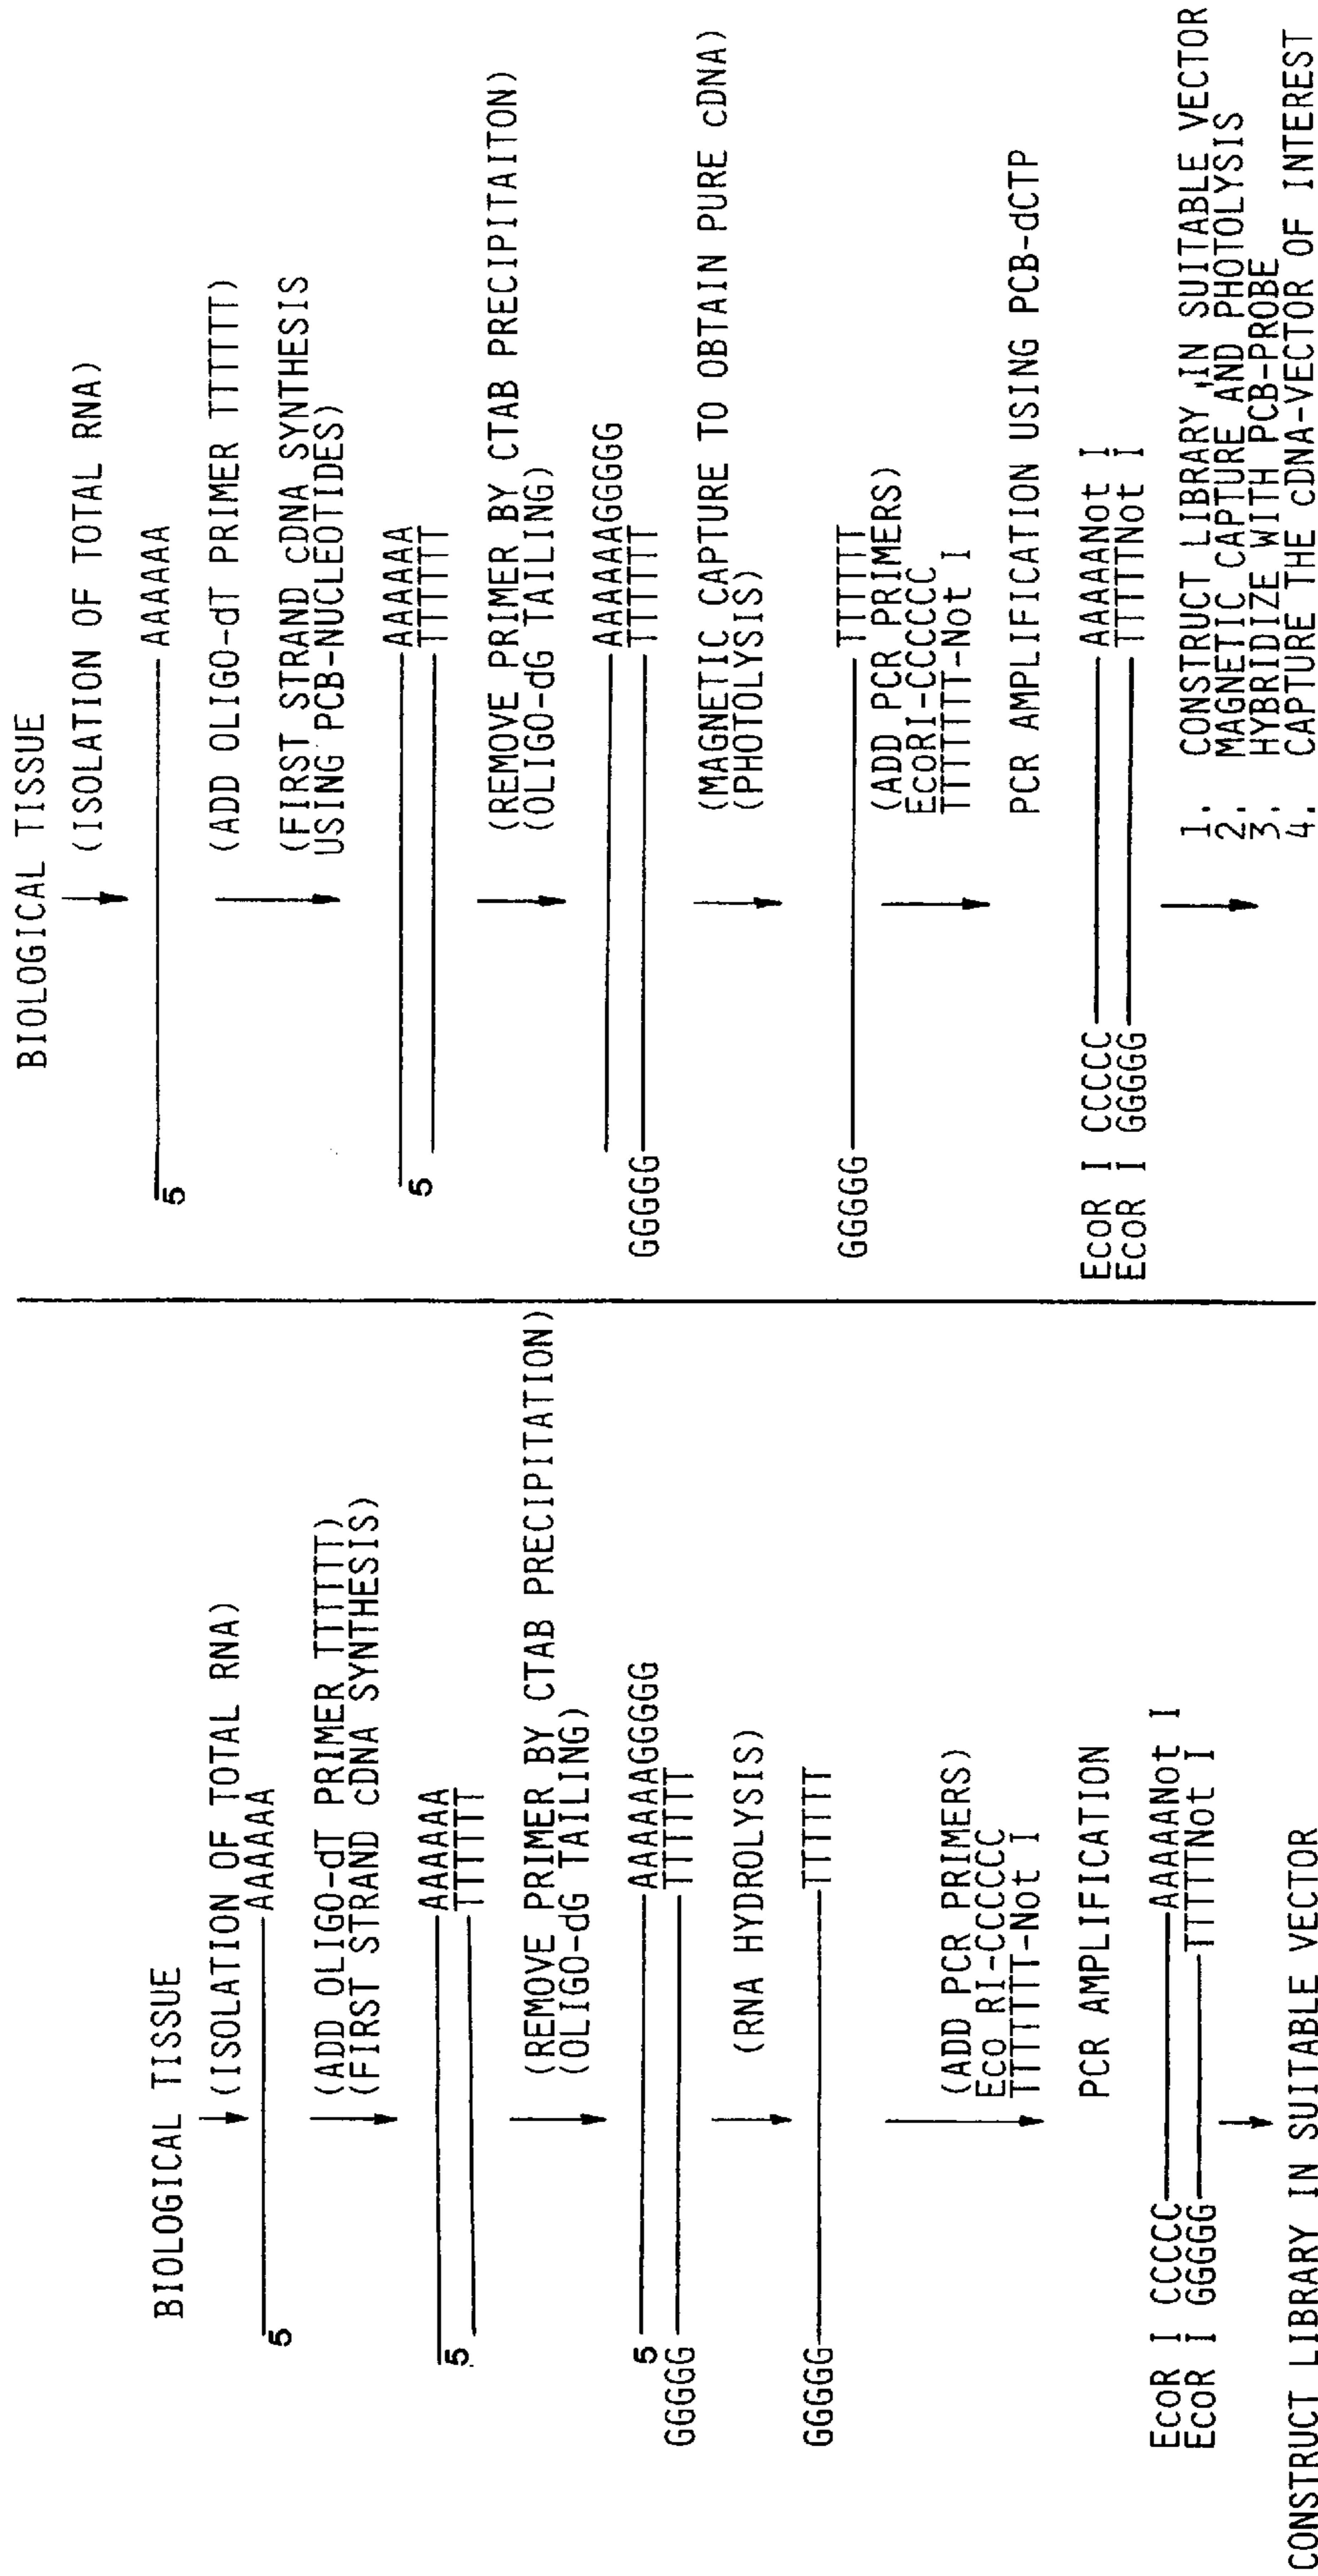 BIOLOGICAL TISSUE
(ISOLATION OF TOTAL RNA)
AAAAAA
5
(ADD OLIGO-dT PRIMER TTTTTT)
(FIRST STRAND cDNA SYNTHESIS)
AAAAAA
TTTTTT
5
(REMOVE PRIMER BY CTAB PRECIPITATION)
(OLIGO-dG TAILING)
AAAAAAGGGGG
5
GGGGG
TTTTTT
(RNA HYDROLYSIS)
GGGGG
TTTTTT
(ADD PCR PRIMERS)
ECO RI-CCCCCC
TTTTTTT-Not I
PCR AMPLIFICATION
EcoR I CCCCC
AAAAANot I
EcoR I GGGGG
TTTTTNot I
CONSTRUCT LIBRARY IN SUITABLE VECTOR
BIOLOGICAL TISSUE
(ISOLATION OF TOTAL RNA)
AAAAAA
5
(ADD OLIGO-dT PRIMER TTTTTT)
(FIRST STRAND cDNA SYNTHESIS
USING PCB-NUCLEOTIDES)
AAAAAA
TTTTTT
5
(REMOVE PRIMER BY CTAB PRECIPITAITON)
(OLIGO-dG TAILING)
AAAAAAGGGGG
GGGGG
TTTTTT
(MAGNETIC CAPTURE TO OBTAIN PURE cDNA)
(PHOTOLYSIS)
GGGGG
TTTTTT
(ADD PCR PRIMERS)
EcORI-CCCCCC
TTTTTTT-Not I
PCR AMPLIFICATION USING PCB-dCTP
EcoR I CCCCC
AAAAANot I
EcoR I GGGGG
TTTTTNot I
1. CONSTRUCT LIBRARY IN SUITABLE VECTOR
2. MAGNETIC CAPTURE AND PHOTOLYSIS
3. HYBRIDIZE WITH PCB-PROBE
4. CAPTURE THE cDNA-VECTOR OF INTEREST